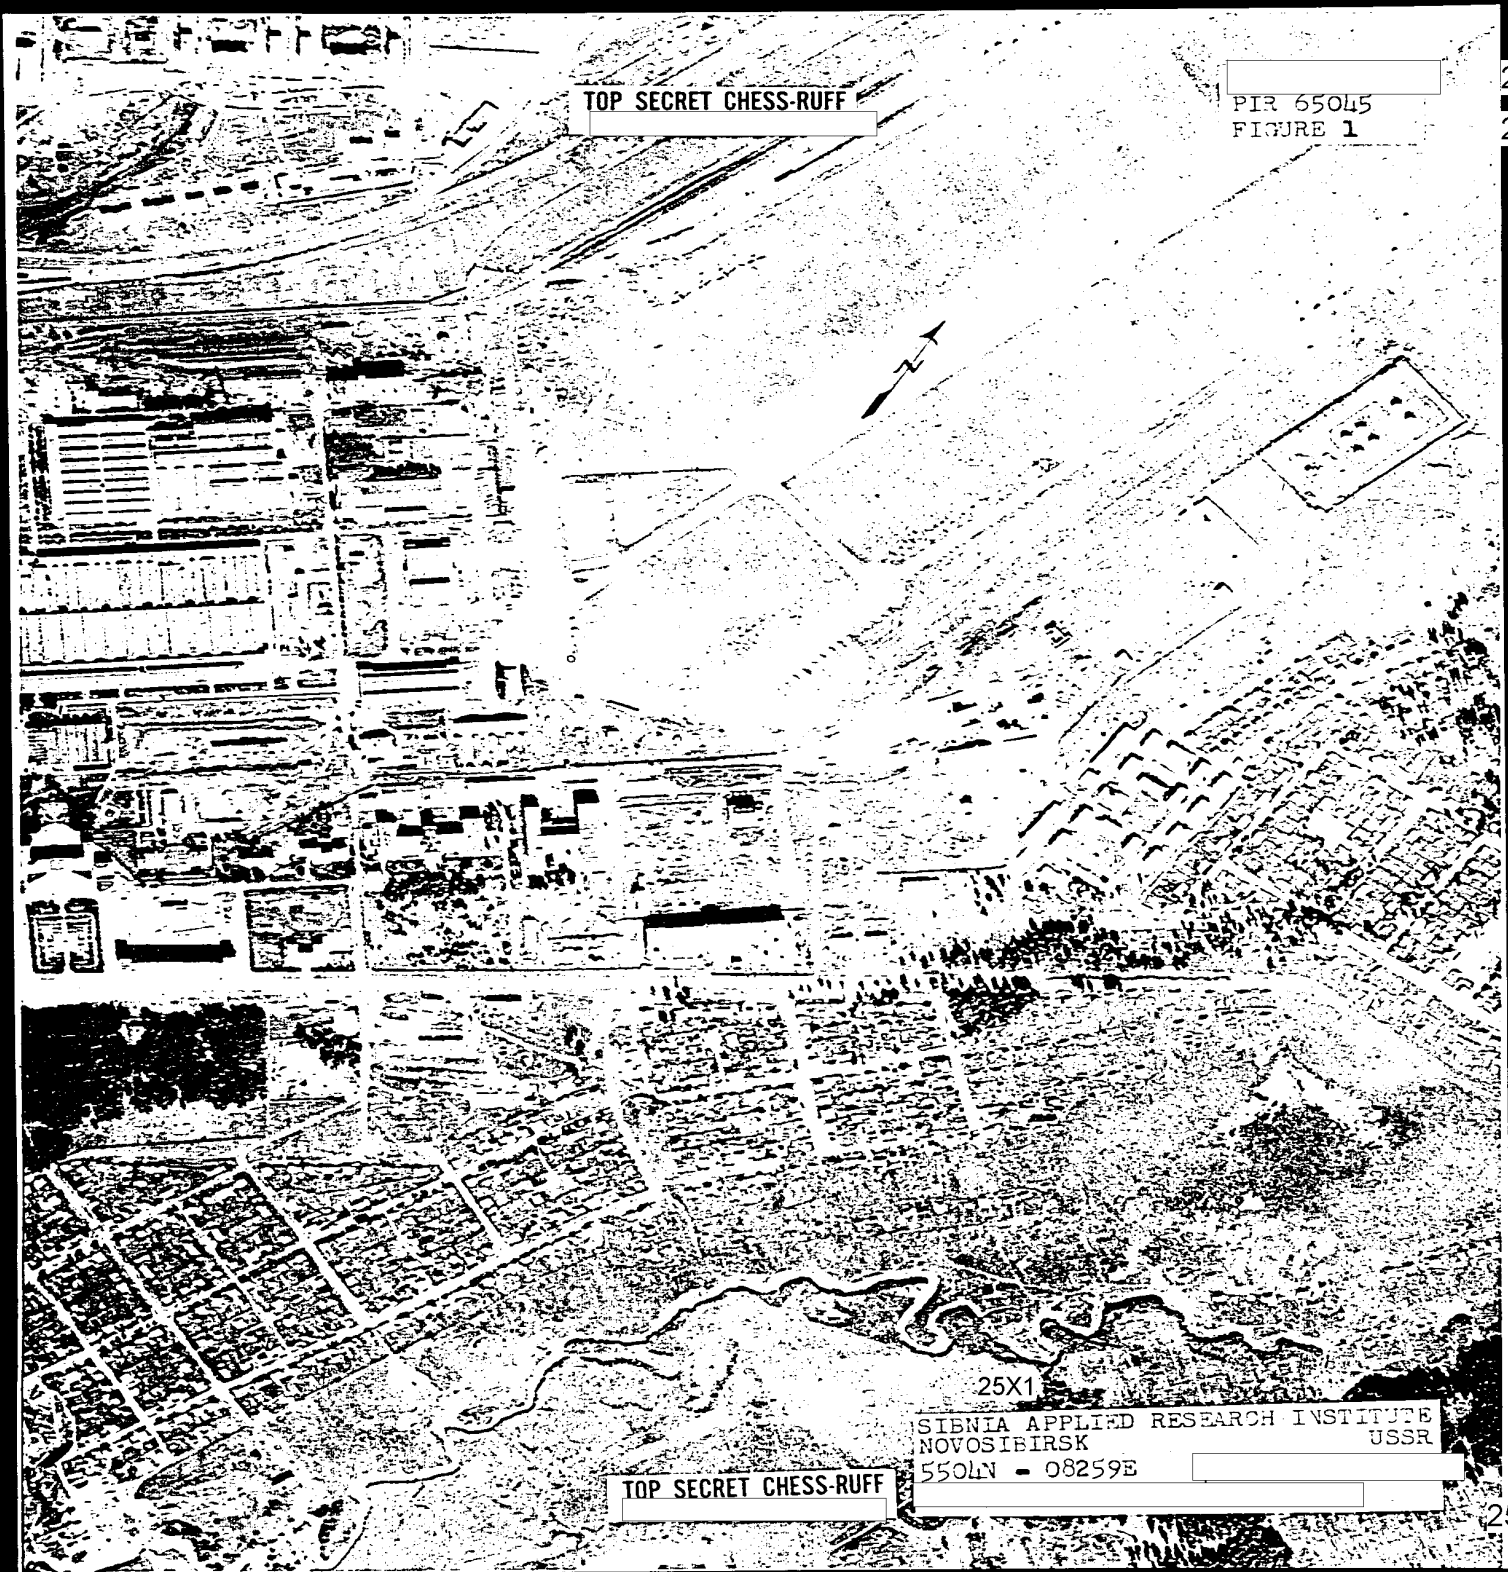 TOP SECRET CHESS-RUFF
PIR 65045
FIGURE 1
N
25X1
SIBNIA APPLIED RESEARCH INSTITUTE
NOVOSIBIRSK USSR
5504N - 08259E
TOP SECRET CHESS-RUFF